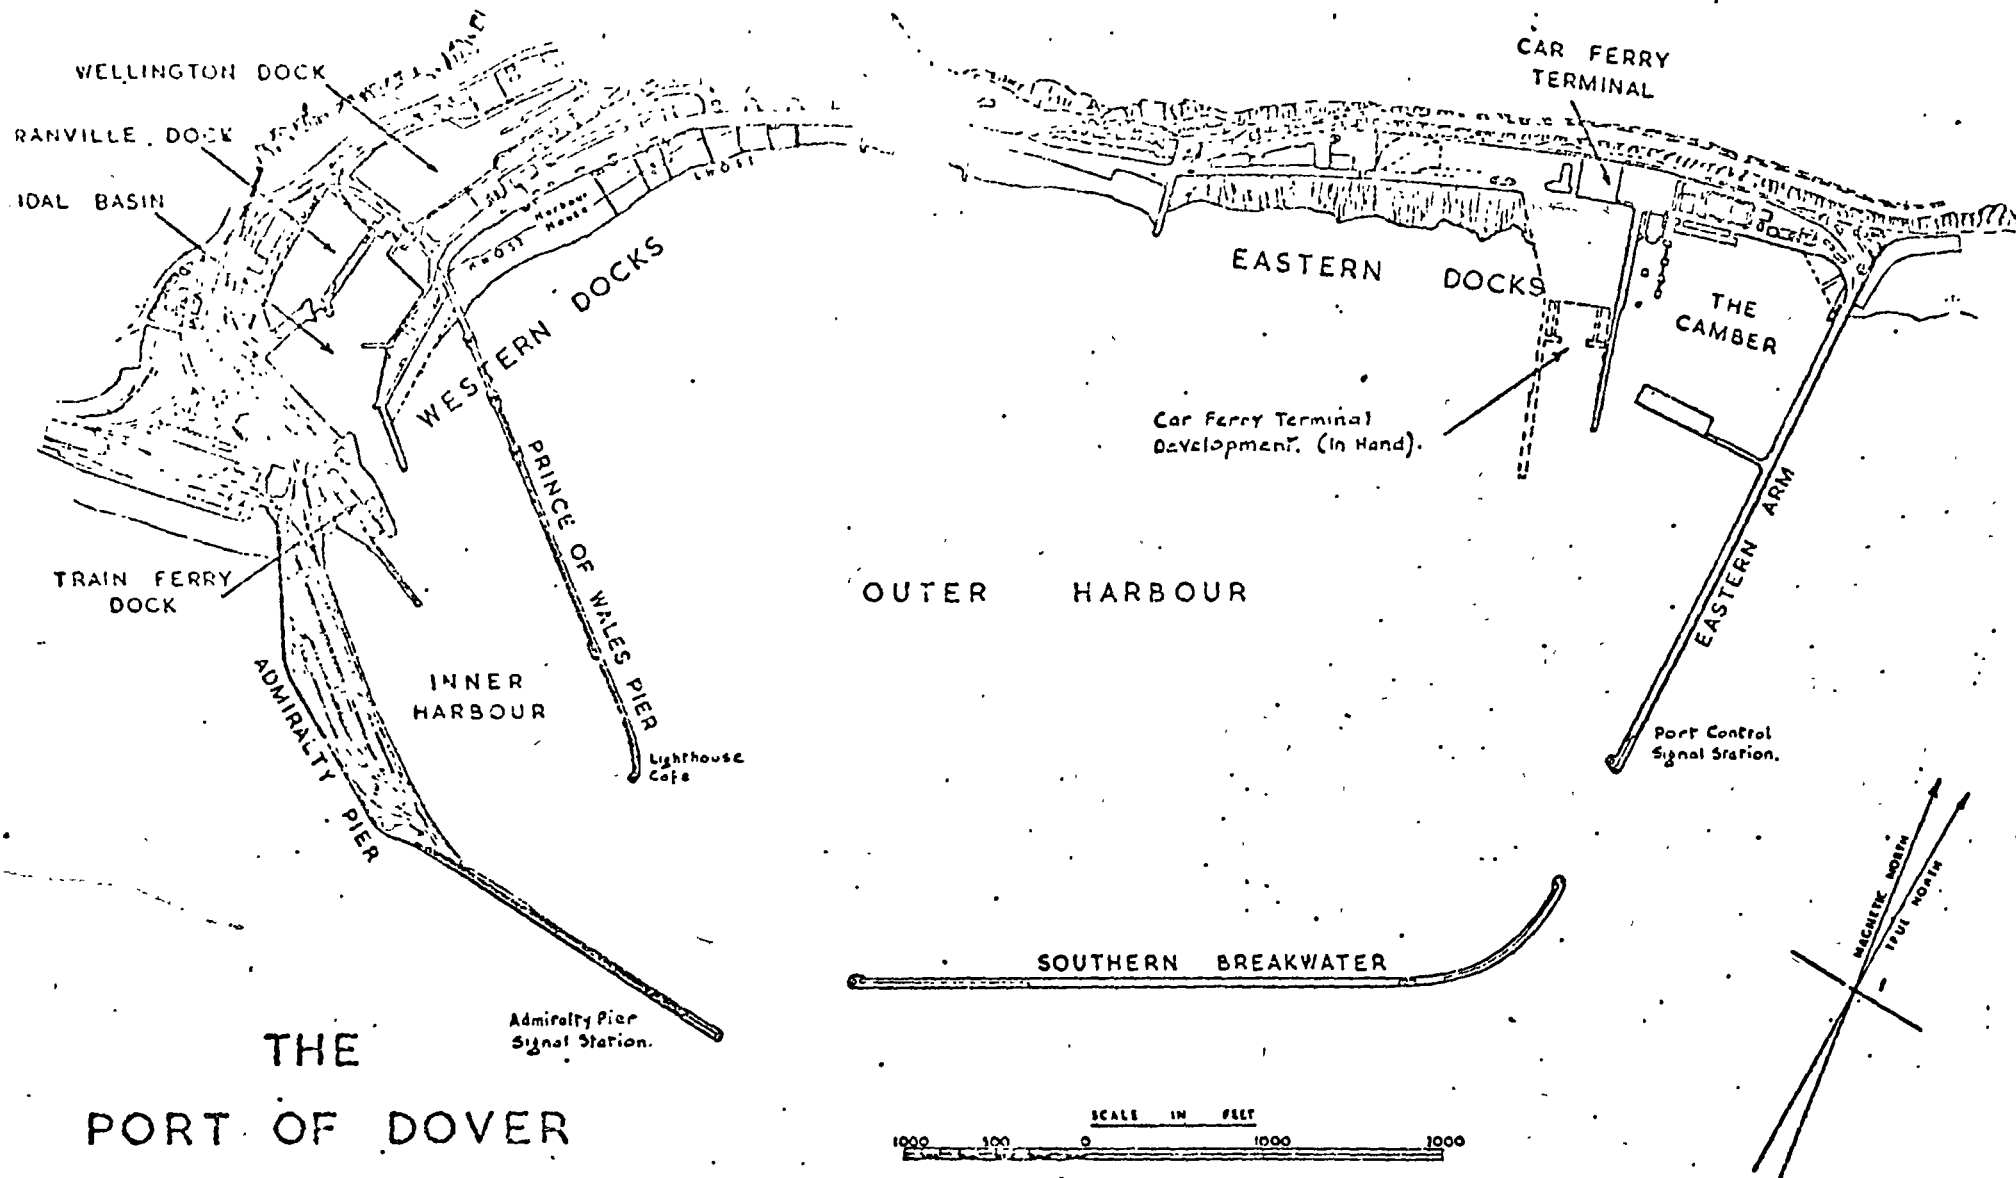 WELLINGTON DOCK
RANVILLE DOCK
IDAL BASIN
CAR FERRY
TERMINAL
Harbour
House
WESTERN DOCKS
EASTERN DOCKS
THE
CAMBER
Car Ferry Terminal
Development. (In Hand).
PRINCE OF WALES PIER
EASTERN ARM
TRAIN FERRY
DOCK
OUTER HARBOUR
INNER
HARBOUR
ADMIRALTY PIER
Lighthouse
Cafe
Port Control
Signal Station.
MAGNETIC NORTH
TRUE NORTH
SOUTHERN BREAKWATER
Admiralty Pier
Signal Station.
THE
PORT OF DOVER
SCALE IN FEET
1000 500 0 1000 2000